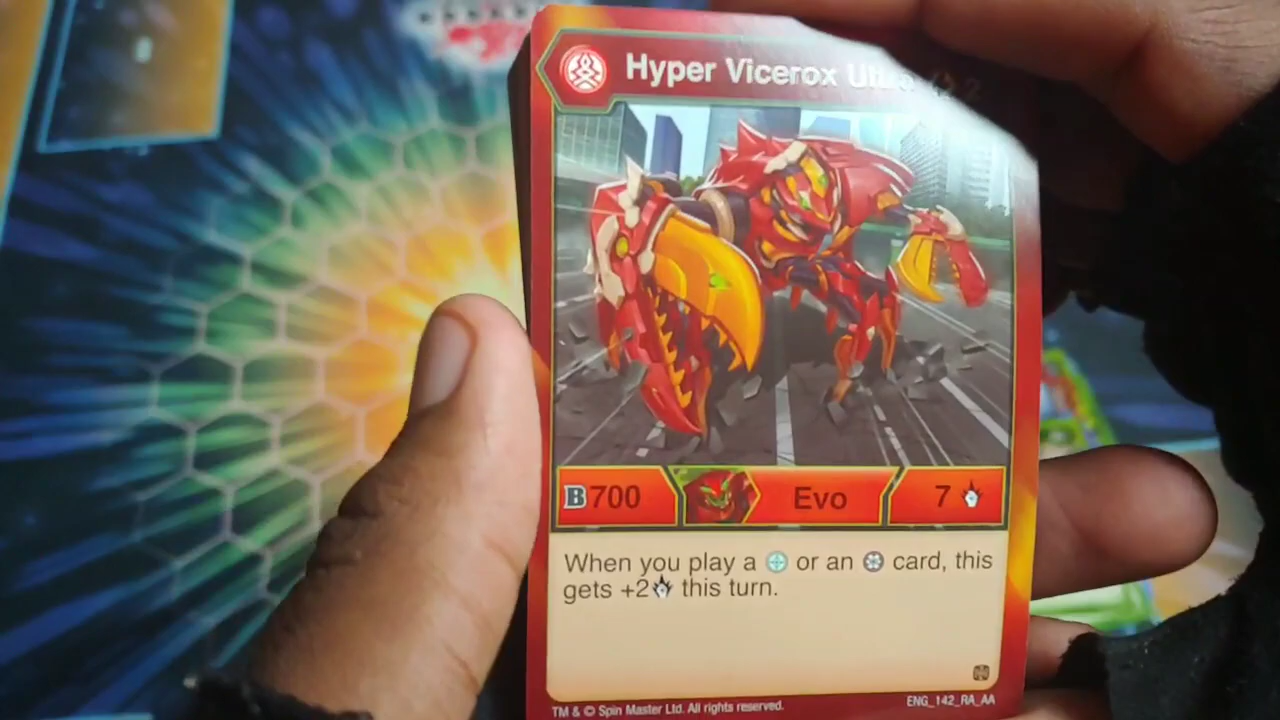 Hyper Vicerox
B 700
Evo
7
When you play a or an card, this
gets +2 this turn.
TM & © Spin Master Ltd. All rights reserved.
ENG_142_RA_AA